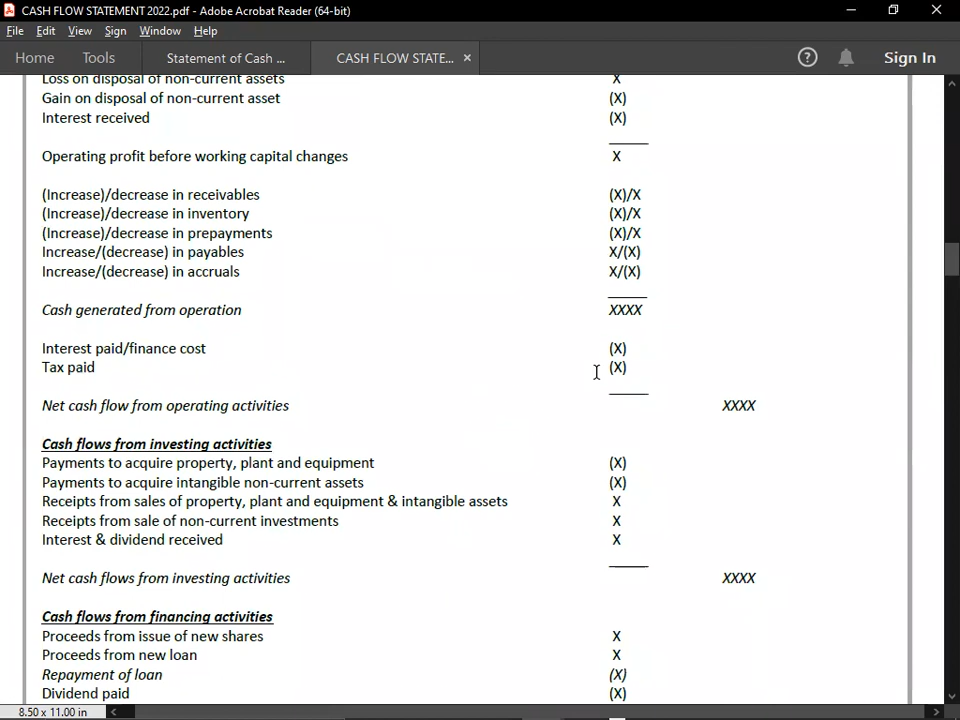 CASH FLOW STATEMENT 2022.pdf - Adobe Acrobat Reader (64-bit)
File Edit View Sign Window Help
Home Tools Statement of Cash ... CASH FLOW STATE... × ? Sign In
Loss on disposal of non-current assets X
Gain on disposal of non-current asset (X)
Interest received (X)
Operating profit before working capital changes X
(Increase)/decrease in receivables (X)/X
(Increase)/decrease in inventory (X)/X
(Increase)/decrease in prepayments (X)/X
Increase/(decrease) in payables X/(X)
Increase/(decrease) in accruals X/(X)
Cash generated from operation XXXX
Interest paid/finance cost (X)
Tax paid (X)
Net cash flow from operating activities XXXX
Cash flows from investing activities
Payments to acquire property, plant and equipment (X)
Payments to acquire intangible non-current assets (X)
Receipts from sales of property, plant and equipment & intangible assets X
Receipts from sale of non-current investments X
Interest & dividend received X
Net cash flows from investing activities XXXX
Cash flows from financing activities
Proceeds from issue of new shares X
Proceeds from new loan X
Repayment of loan (X)
Dividend paid (X)
8.50 x 11.00 in